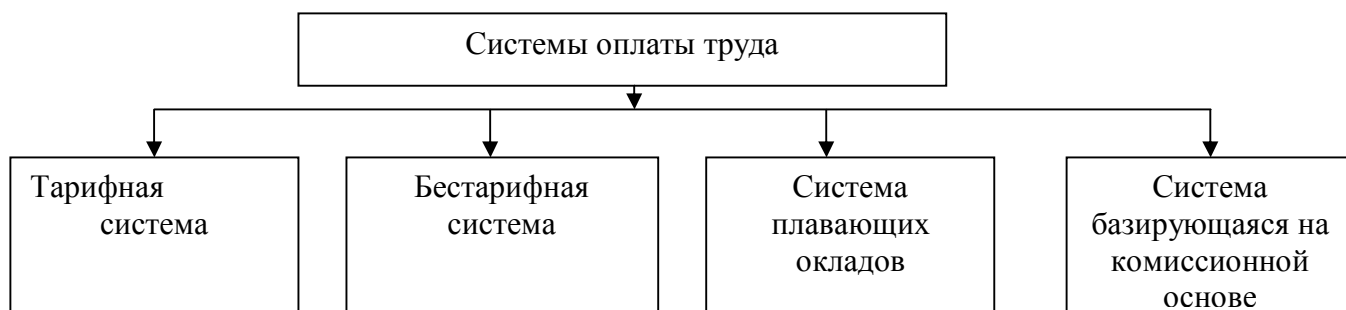 Системы оплаты труда
Тарифная
система
Бестарифная
система
Система
плавающих
окладов
Система
базирующаяся на
комиссионной
основе